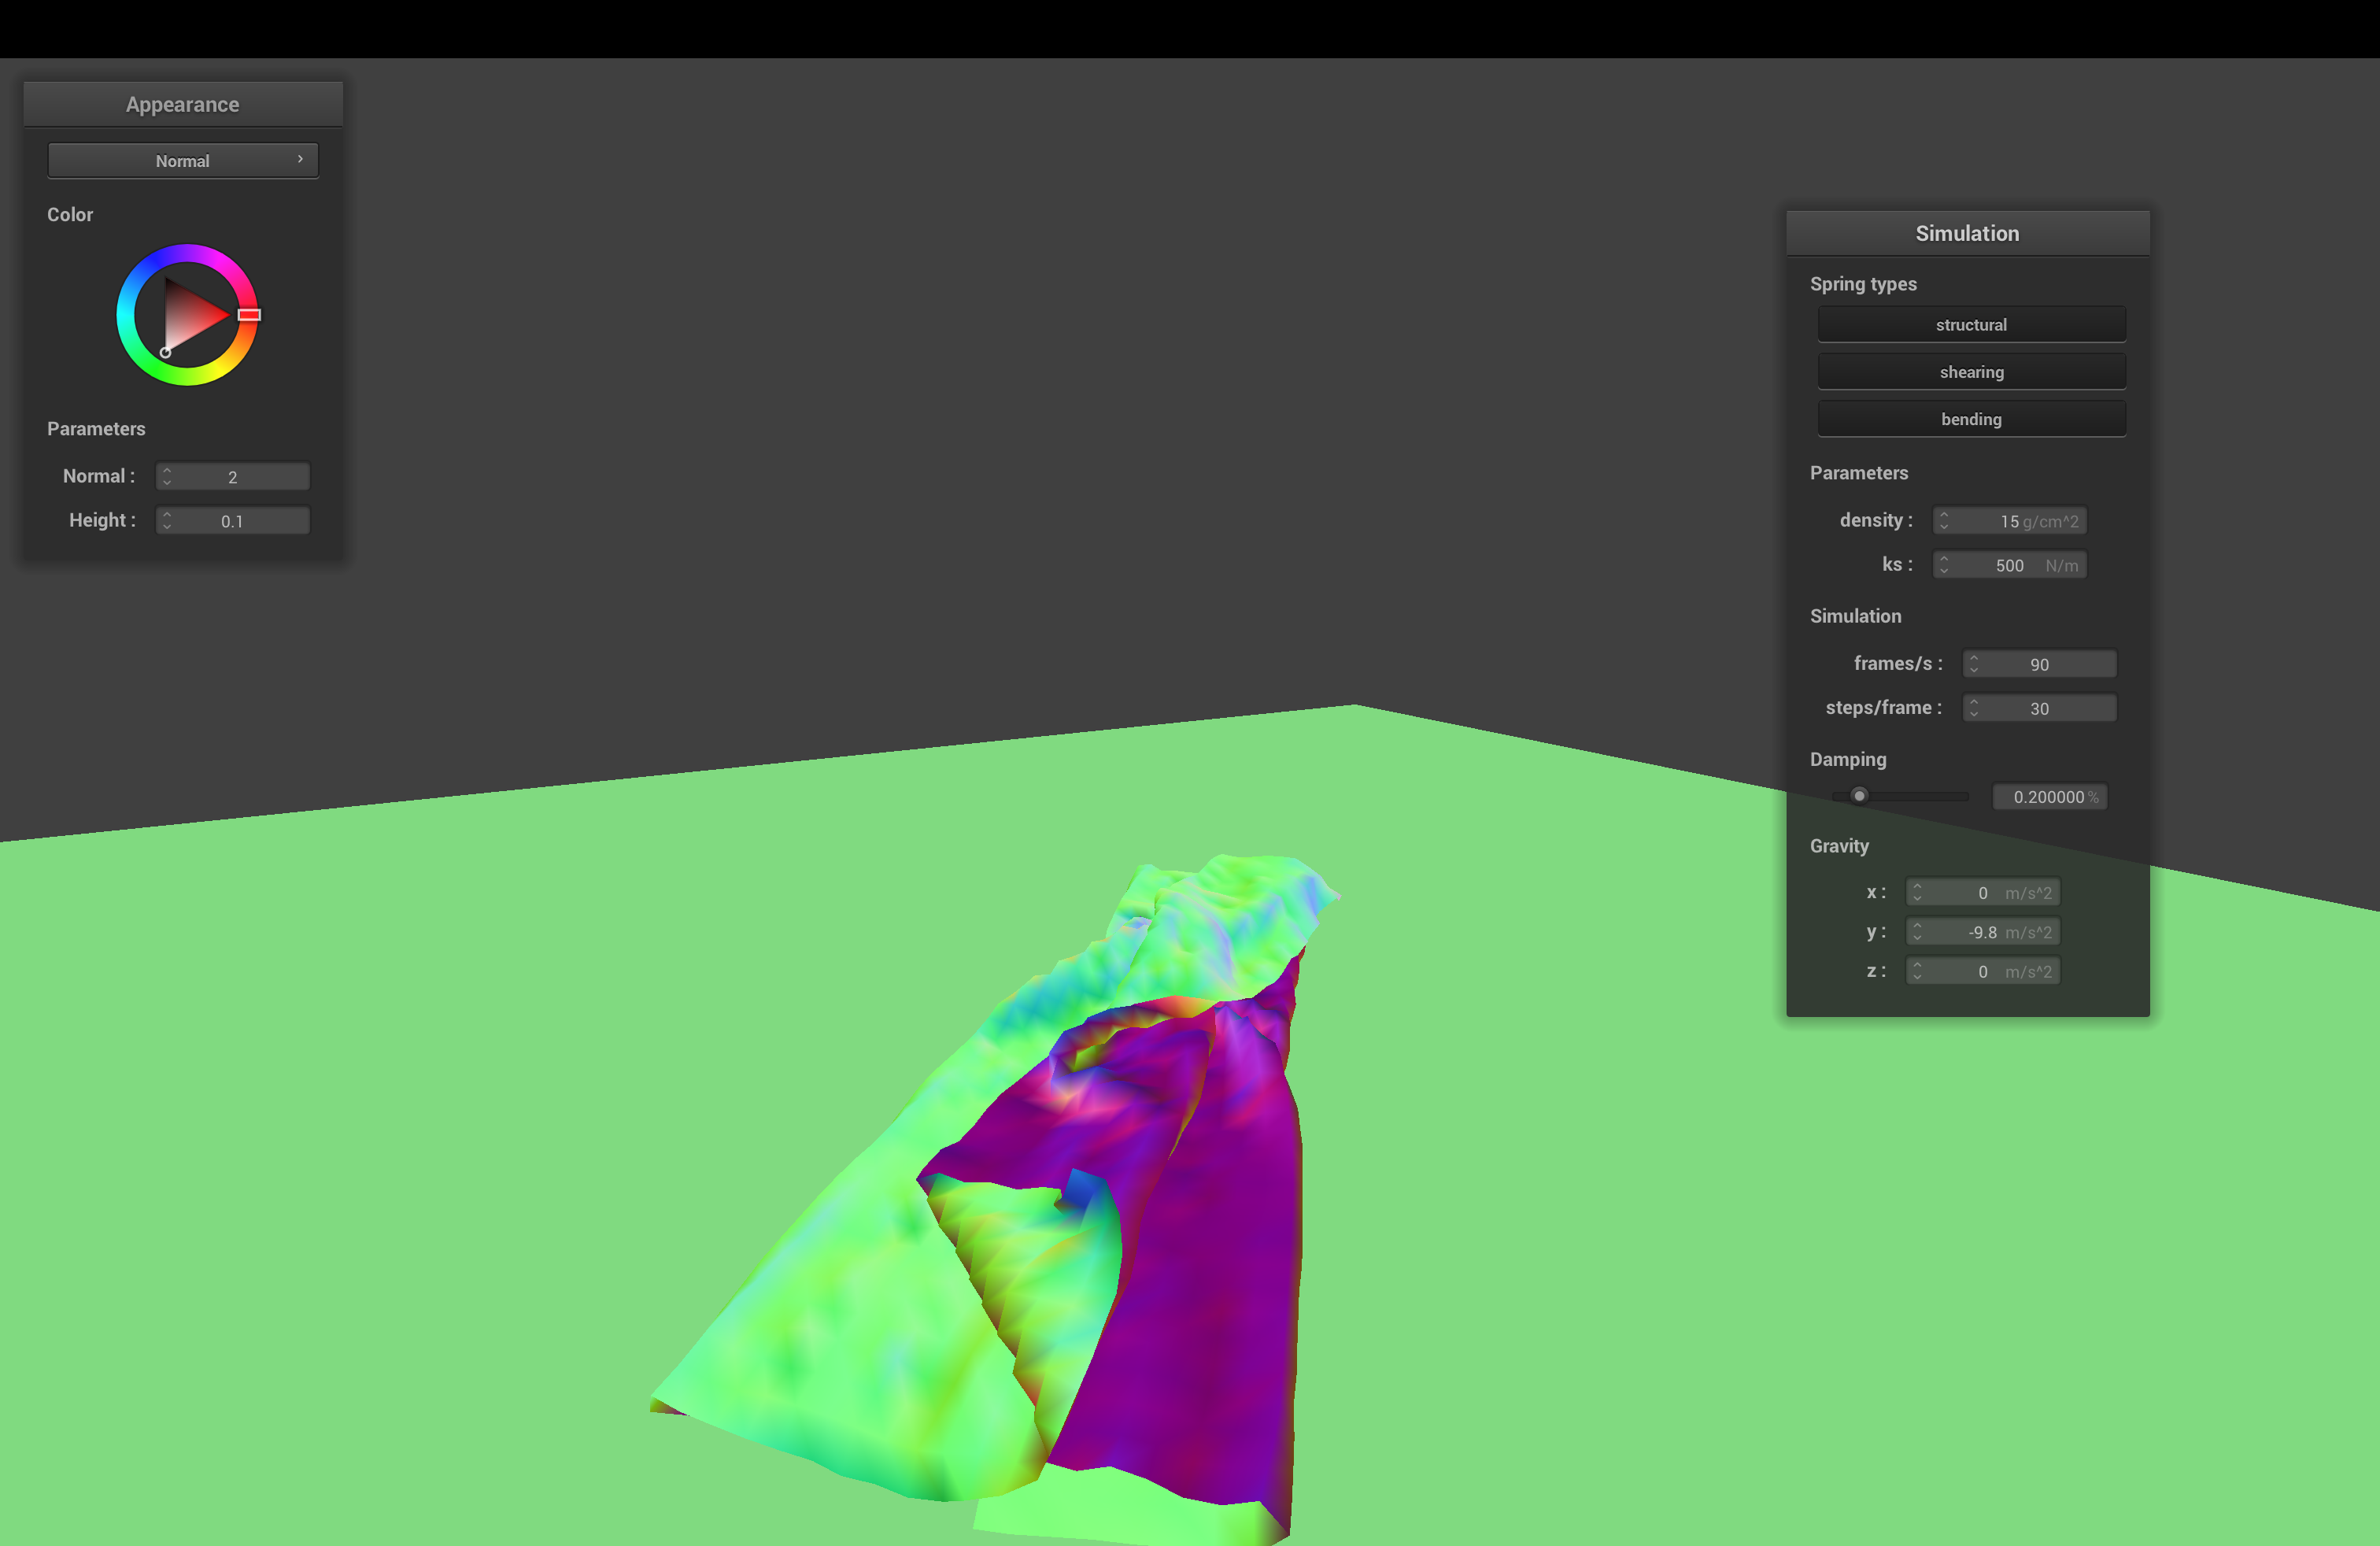 Appearance
Normal
Color
Parameters
Normal : 2
Height : 0.1
Simulation
Spring types
structural
shearing
bending
Parameters
density : 15 g/cm^2
ks : 500 N/m
Simulation
frames/s : 90
steps/frame : 30
Damping
0.200000 %
Gravity
x : 0 m/s^2
y : -9.8 m/s^2
z : 0 m/s^2